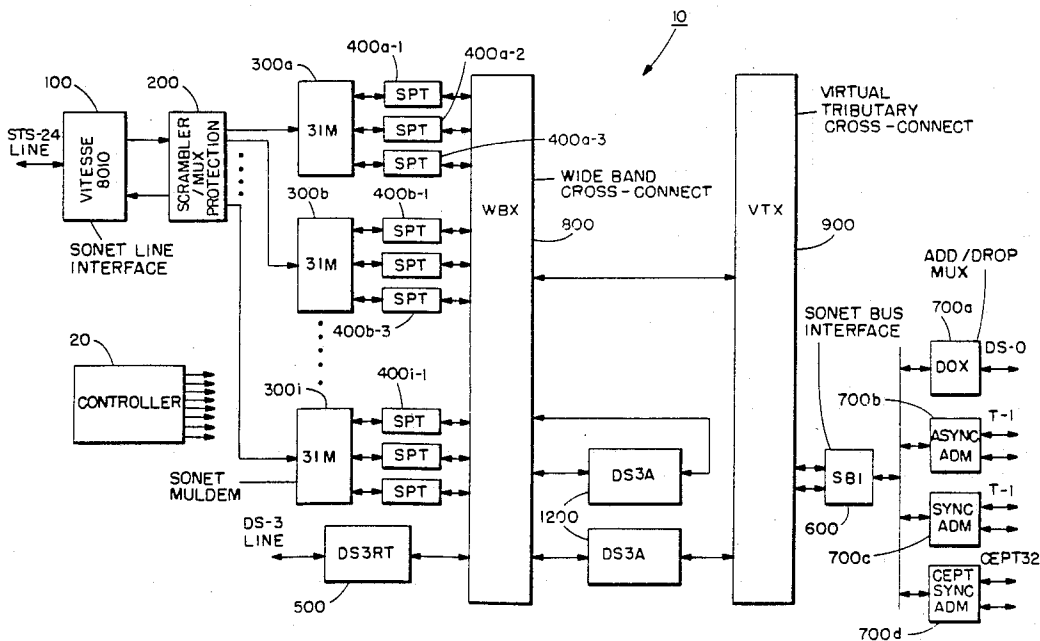 10
400a-1
400a-2
300a
SPT
100
200
31M
SPT
VIRTUAL
TRIBUTARY
CROSS-CONNECT
STS-24
LINE
VITESSE
8010
SCRAMBLER
/MUX
PROTECTION
400a-3
SPT
WIDE BAND
CROSS-CONNECT
300b
400b-1
WBX
800
VTX
900
SPT
SONET LINE
INTERFACE
31M
SPT
ADD/DROP
MUX
SPT
SONET BUS
INTERFACE
700a
400b-3
20
DOX
DS-0
300i
400i-1
CONTROLLER
SPT
700b
T-1
31M
SPT
ASYNC
ADM
SONET
MULDEM
SPT
DS3A
SBI
T-1
DS-3
LINE
1200
600
SYNC
ADM
DS3RT
DS3A
700c
CEPT32
500
CEPT
SYNC
ADM
700d